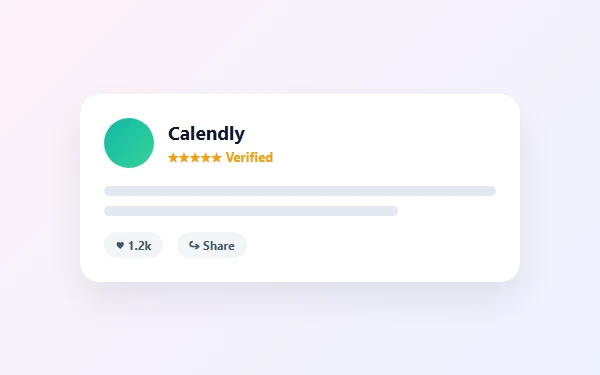 Calendly
★★★★★ Verified
♥ 1.2k
↪ Share